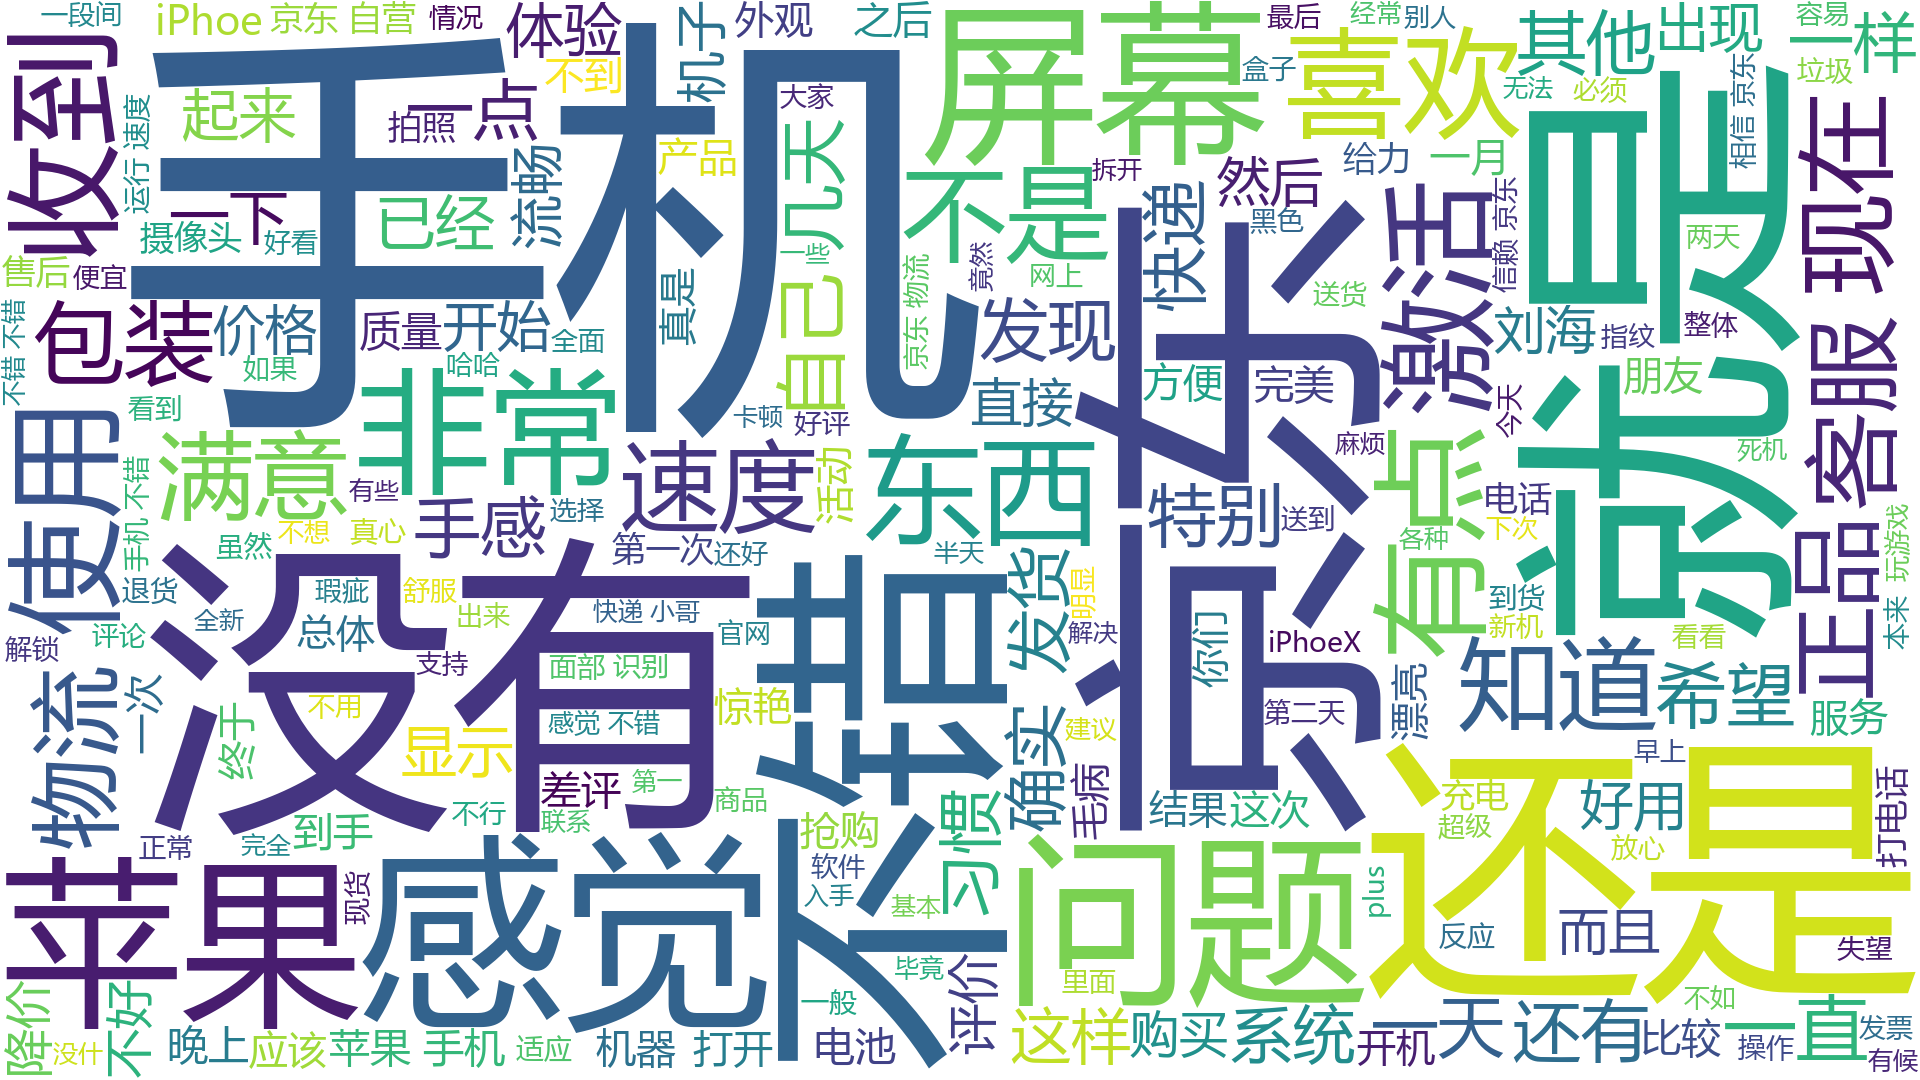 一段间
iPhoe
京东 自营
情况
体验
机子
外观
之后
屏幕
最后
经常
别人
容易
一样
其他
出现
喜欢
收到
手机
不到
一点
拍照
起来
运行 速度
大家
盒子
无法
必须
相信 京东
垃圾
现在
一下
已经
流畅
产品
几天
不是
拆开
然后
给力
一月
就是
摄像头
好看
售后
便宜
一些
京东 物流
竟然
网上
快递
黑色
京东
激活
信赖 京东
送货
两天
不错 不错
包装
价格
如果
质量
开始
哈哈
全面
真是
自己
发现
刘海
指纹
整体
朋友
客服
看到
非常
直接
方便
完美
今天
卡顿
好评
麻烦
死机
使用
满意
手机 不错
有些
手感
选择
速度
活动
东西
特别
送到
有点
电话
下次
各种
虽然
不想
真心
第一次
还好
半天
发货
明显
解决
正品
本来 玩游戏
退货
全新
瑕疵
舒服
出来
快递 小哥
官网
不错
你们
iPhoeX
到货
新机
看看
解锁
评论
总体
支持
没有
面部 识别
感觉 不错
惊艳
第二天
漂亮
知道
希望
服务
物流
一次
终于
不用
显示
差评
第一
商品
确实
建议
毛病
早上
打电话
正常
完全
到手
不行
联系
抢购
习惯
结果
这次
充电
超级
好用
放心
还是
苹果
现货
感觉
软件
入手
基本
问题
plus
反应
而且
失望
降价
没什
不好
晚上
应该
苹果 手机
适应
机器
打开
一般
电池
毕竟
评价
里面
这样
购买
系统
开机
一天
还有
比较
不如
操作
一直
发票
有候